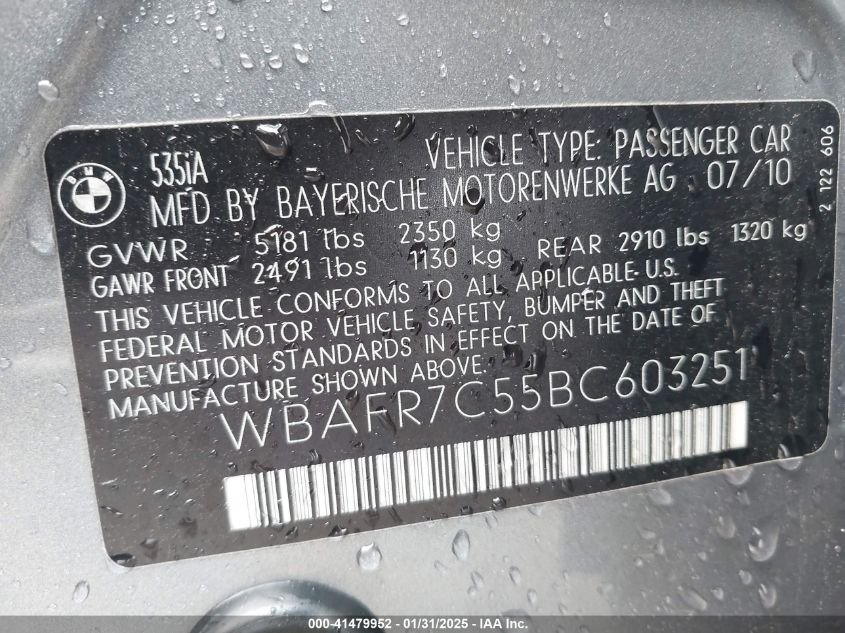 BMW
535iA VEHICLE TYPE: PASSENGER CAR
MFD BY BAYERISCHE MOTORENWERKE AG 07/10
GVWR 5181 lbs 2350 kg
GAWR FRONT 2491 lbs 1130 kg REAR 2910 lbs 1320 kg
THIS VEHICLE CONFORMS TO ALL APPLICABLE U.S.
FEDERAL MOTOR VEHICLE SAFETY, BUMPER AND THEFT
PREVENTION STANDARDS IN EFFECT ON THE DATE OF
MANUFACTURE SHOWN ABOVE.
WBAFR7C55BC603251
2 122 606
000-41479952 - 01/31/2025 - IAA Inc.